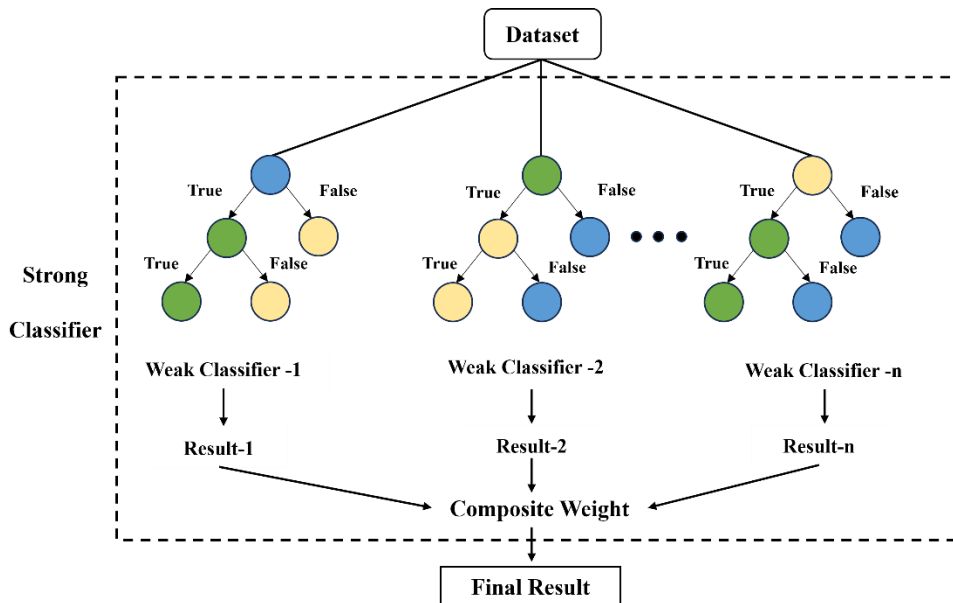 Dataset
True
False
True
False
True
False
True
False
True
False
True
False
Strong
Classifier
Weak Classifier -1
Weak Classifier -2
Weak Classifier -n
Result-1
Result-2
Result-n
Composite Weight
Final Result